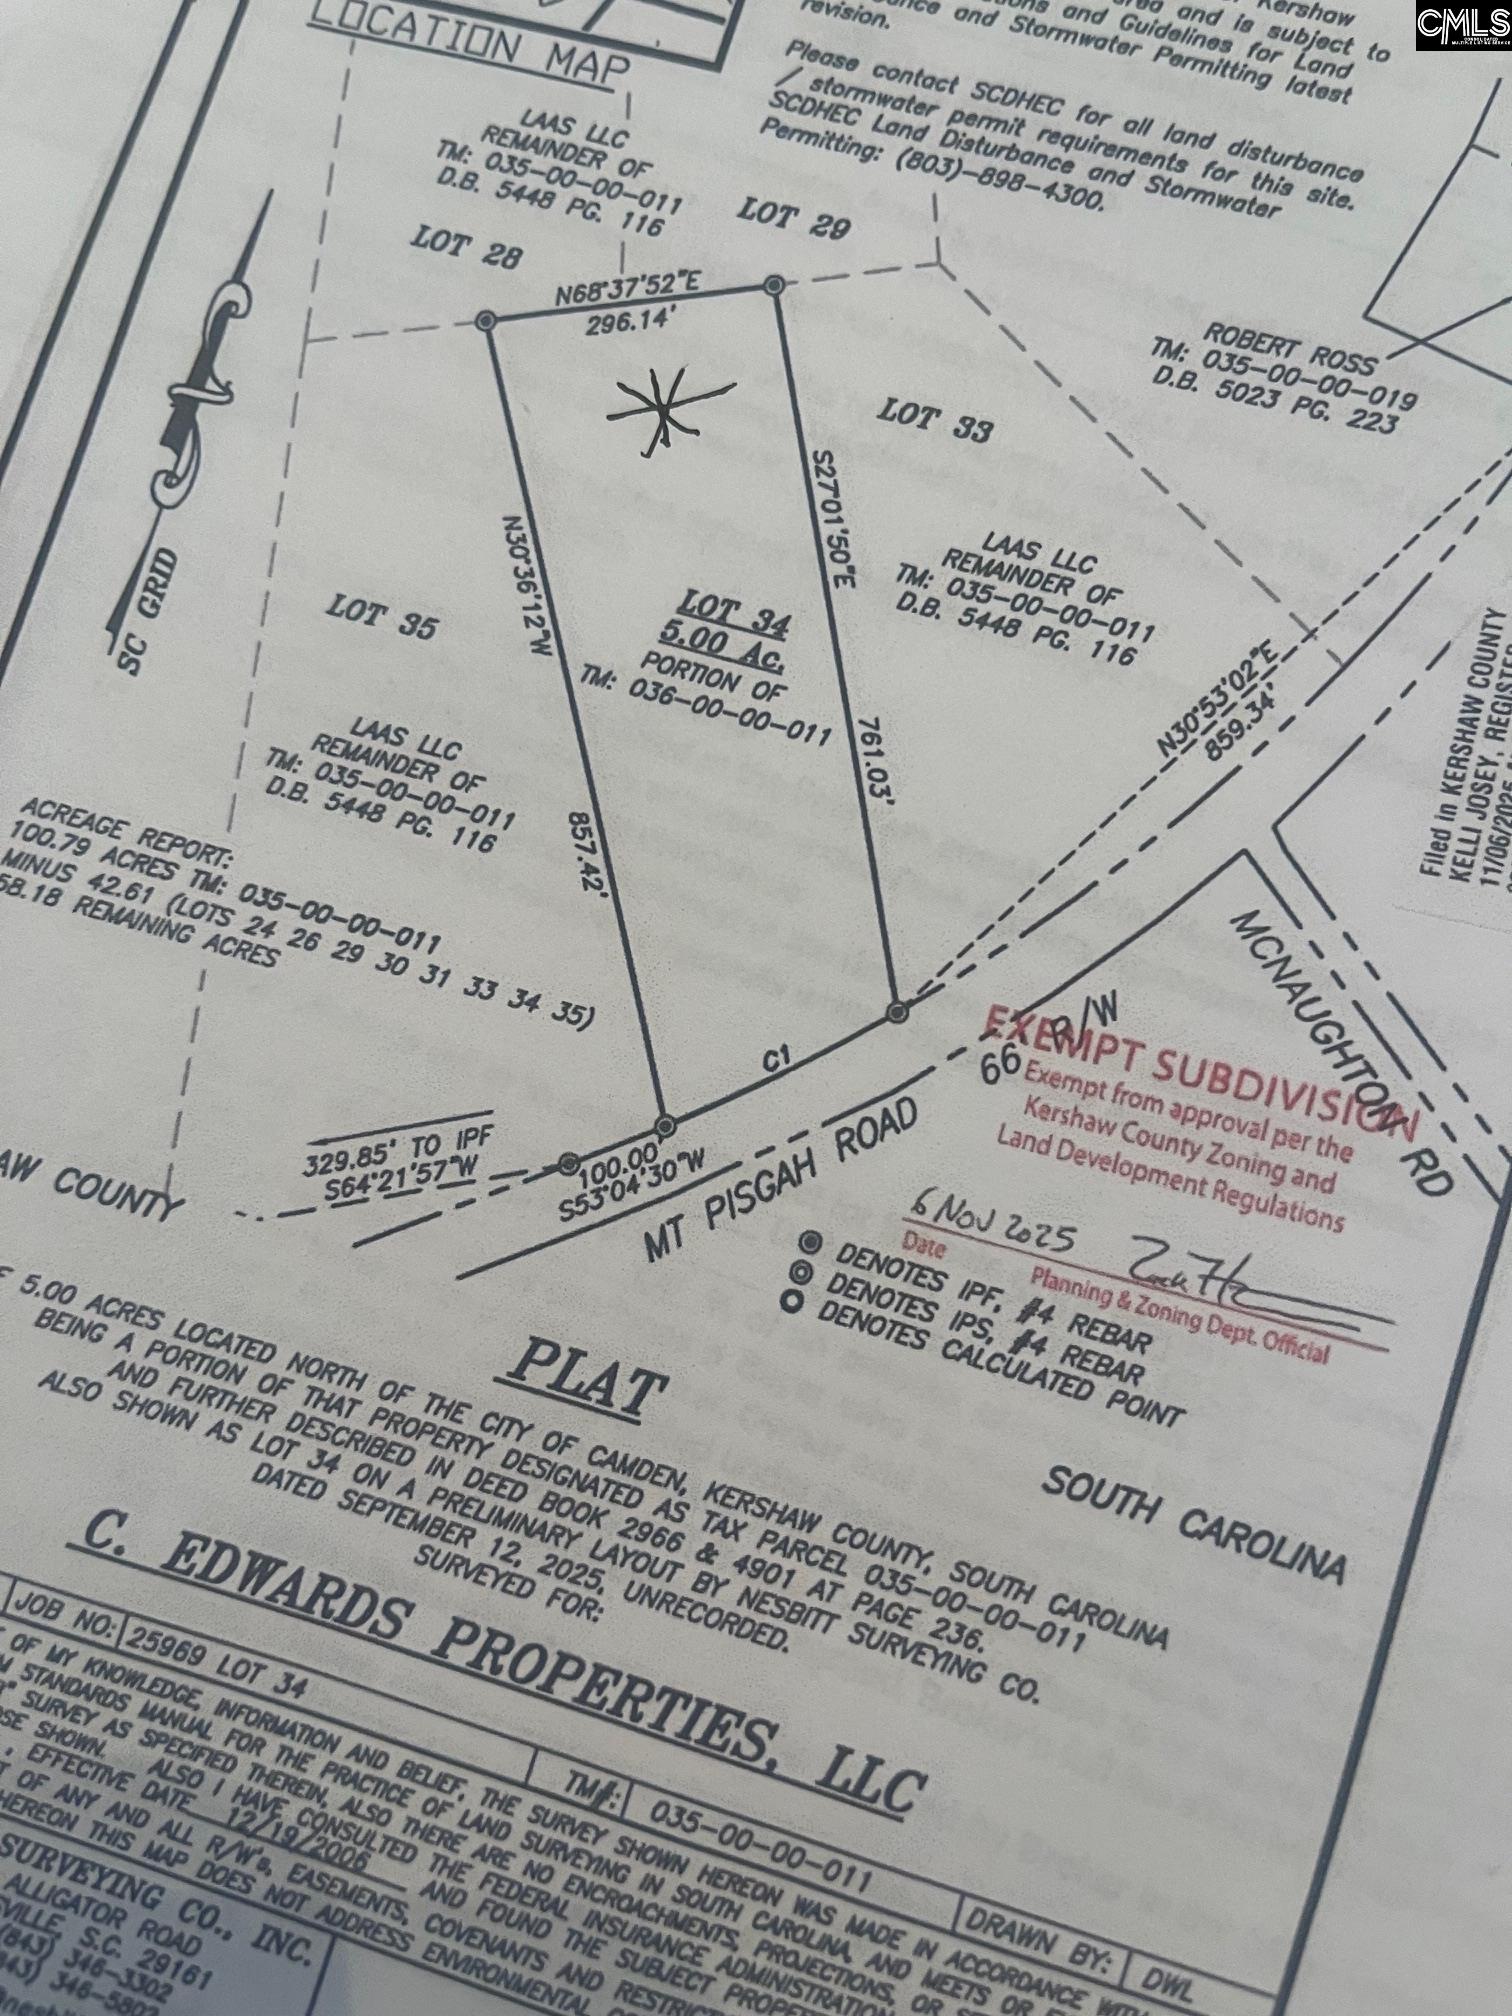 CMLS
LOCATION MAP
Kershaw
and is subject to
and Guidelines for Land
and Stormwater Permitting latest
revision.
Please contact SCDHEC for all land disturbance
/ stormwater permit requirements for this site.
SCDHEC Land Disturbance and Stormwater
Permitting: (803)-898-4300.
LAAS LLC
REMAINDER OF
TM: 035-00-00-011
D.B. 5448 PG. 116
LOT 28
LOT 29
N68°37'52"E
296.14'
ROBERT ROSS
TM: 035-00-00-019
D.B. 5023 PG. 223
LOT 33
S27°01'50"E
761.03'
N30°36'12"W
857.42'
SC GRID
LOT 35
LOT 34
5.00 Ac.
PORTION OF
TM: 036-00-00-011
LAAS LLC
REMAINDER OF
TM: 035-00-00-011
D.B. 5448 PG. 116
LAAS LLC
REMAINDER OF
TM: 035-00-00-011
D.B. 5448 PG. 116
N30°53'02"E
859.34'
Filed in KERSHAW COUNTY
KELLI JOSEY, REGISTER
11/06/2025
ACREAGE REPORT:
100.79 ACRES TM: 035-00-00-011
MINUS 42.61 (LOTS 24 26 29 30 31 33 34 35)
58.18 REMAINING ACRES
C1
66' R/W
MCNAUGHTON RD
329.85' TO IPF
S64°21'57"W
100.00'
S53°04'30"W
MT PISGAH ROAD
COUNTY
EXEMPT SUBDIVISION
Exempt from approval per the
Kershaw County Zoning and
Land Development Regulations
6 Nov 2025
Date
Planning & Zoning Dept. Official
DENOTES IPF, #4 REBAR
DENOTES IPS, #4 REBAR
DENOTES CALCULATED POINT
PLAT
5.00 ACRES LOCATED NORTH OF THE CITY OF CAMDEN, KERSHAW COUNTY, SOUTH CAROLINA
BEING A PORTION OF THAT PROPERTY DESIGNATED AS TAX PARCEL 035-00-00-011
AND FURTHER DESCRIBED IN DEED BOOK 2966 & 4901 AT PAGE 236.
ALSO SHOWN AS LOT 34 ON A PRELIMINARY LAYOUT BY NESBITT SURVEYING CO.
DATED SEPTEMBER 12, 2025, UNRECORDED.
SURVEYED FOR:
SOUTH CAROLINA
C. EDWARDS PROPERTIES, LLC
JOB NO: 25969 LOT 34
TM#: 035-00-00-011
DRAWN BY: DWL
OF MY KNOWLEDGE, INFORMATION AND BELIEF, THE SURVEY SHOWN HEREON WAS MADE IN ACCORDANCE WITH
STANDARDS MANUAL FOR THE PRACTICE OF LAND SURVEYING IN SOUTH CAROLINA, AND MEETS OR
SURVEY AS SPECIFIED THEREIN, ALSO THERE ARE NO ENCROACHMENTS, PROJECTIONS, OR
SHOWN. ALSO I HAVE CONSULTED THE FEDERAL INSURANCE ADMINISTRATION
, EFFECTIVE DATE 12/19/2006 AND FOUND THE SUBJECT
OF ANY AND ALL R/W's, EASEMENTS, COVENANTS AND
HEREON THIS MAP DOES NOT ADDRESS ENVIRONMENTAL
SURVEYING CO., INC.
ALLIGATOR ROAD
S.C. 29161
(843) 346-3302
346-5802